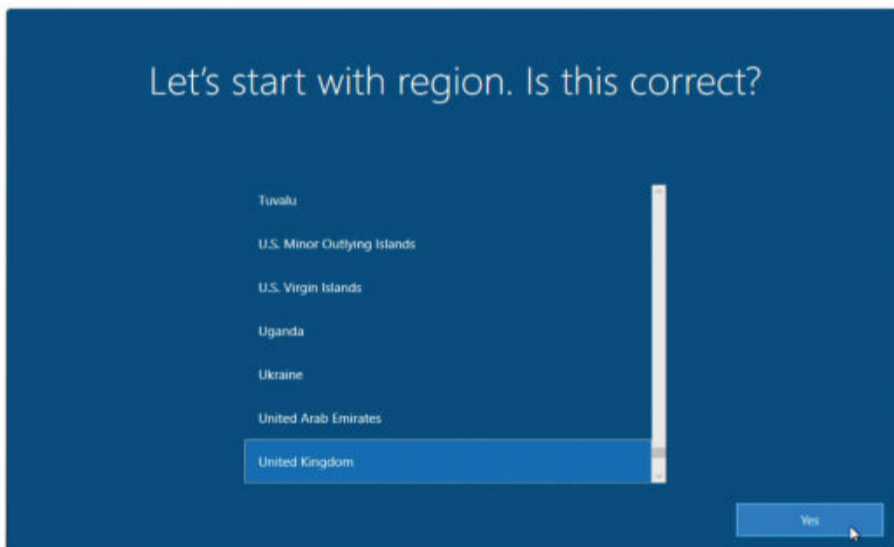 Let's start with region. Is this correct?
Tuvalu
U.S. Minor Outlying Islands
U.S. Virgin Islands
Uganda
Ukraine
United Arab Emirates
United Kingdom
Yes